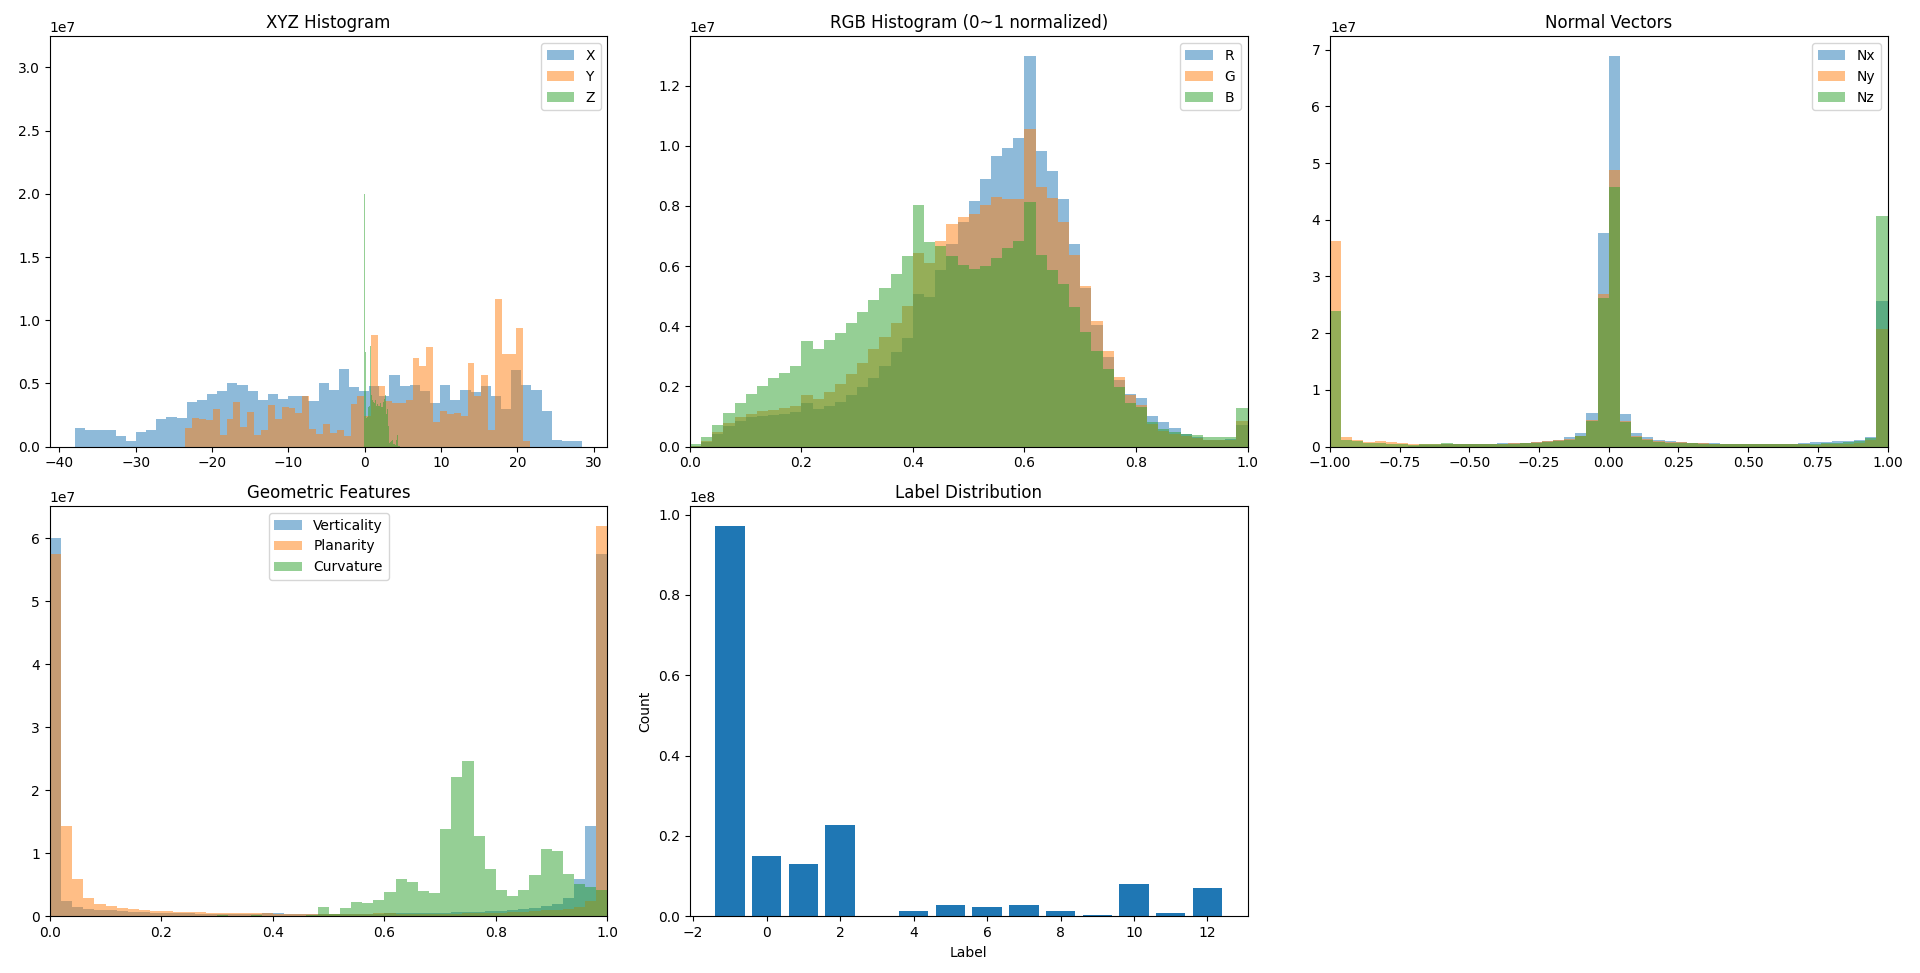 XYZ Histogram
1e7
3.0
2.5
2.0
1.5
1.0
0.5
0.0
−40 −30 −20 −10 0 10 20 30
X
Y
Z
RGB Histogram (0~1 normalized)
1e7
1.2
1.0
0.8
0.6
0.4
0.2
0.0
0.0 0.2 0.4 0.6 0.8 1.0
R
G
B
Normal Vectors
1e7
7
6
5
4
3
2
1
0
−1.00 −0.75 −0.50 −0.25 0.00 0.25 0.50 0.75 1.00
Nx
Ny
Nz
Geometric Features
1e7
6
5
4
3
2
1
0
0.0 0.2 0.4 0.6 0.8 1.0
Verticality
Planarity
Curvature
Label Distribution
1e8
1.0
0.8
0.6
0.4
0.2
0.0
Count
−2 0 2 4 6 8 10 12
Label